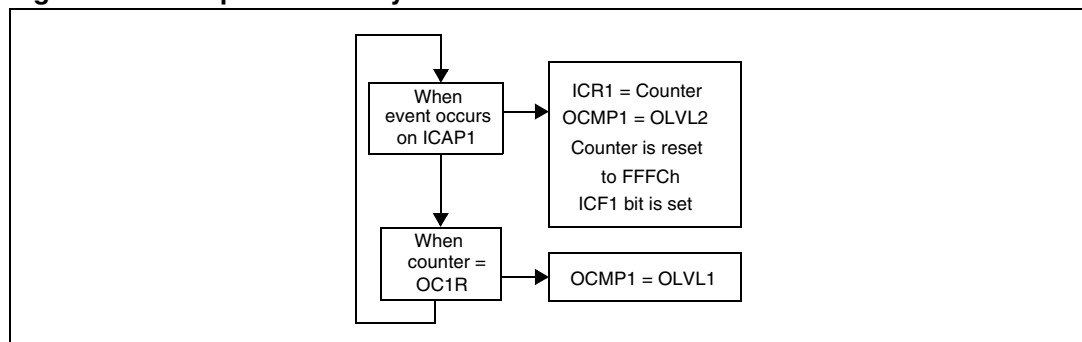 When
event occurs
on ICAP1
ICR1 = Counter
OCMP1 = OLVL2
Counter is reset
to FFFCh
ICF1 bit is set
When
counter =
OC1R
OCMP1 = OLVL1